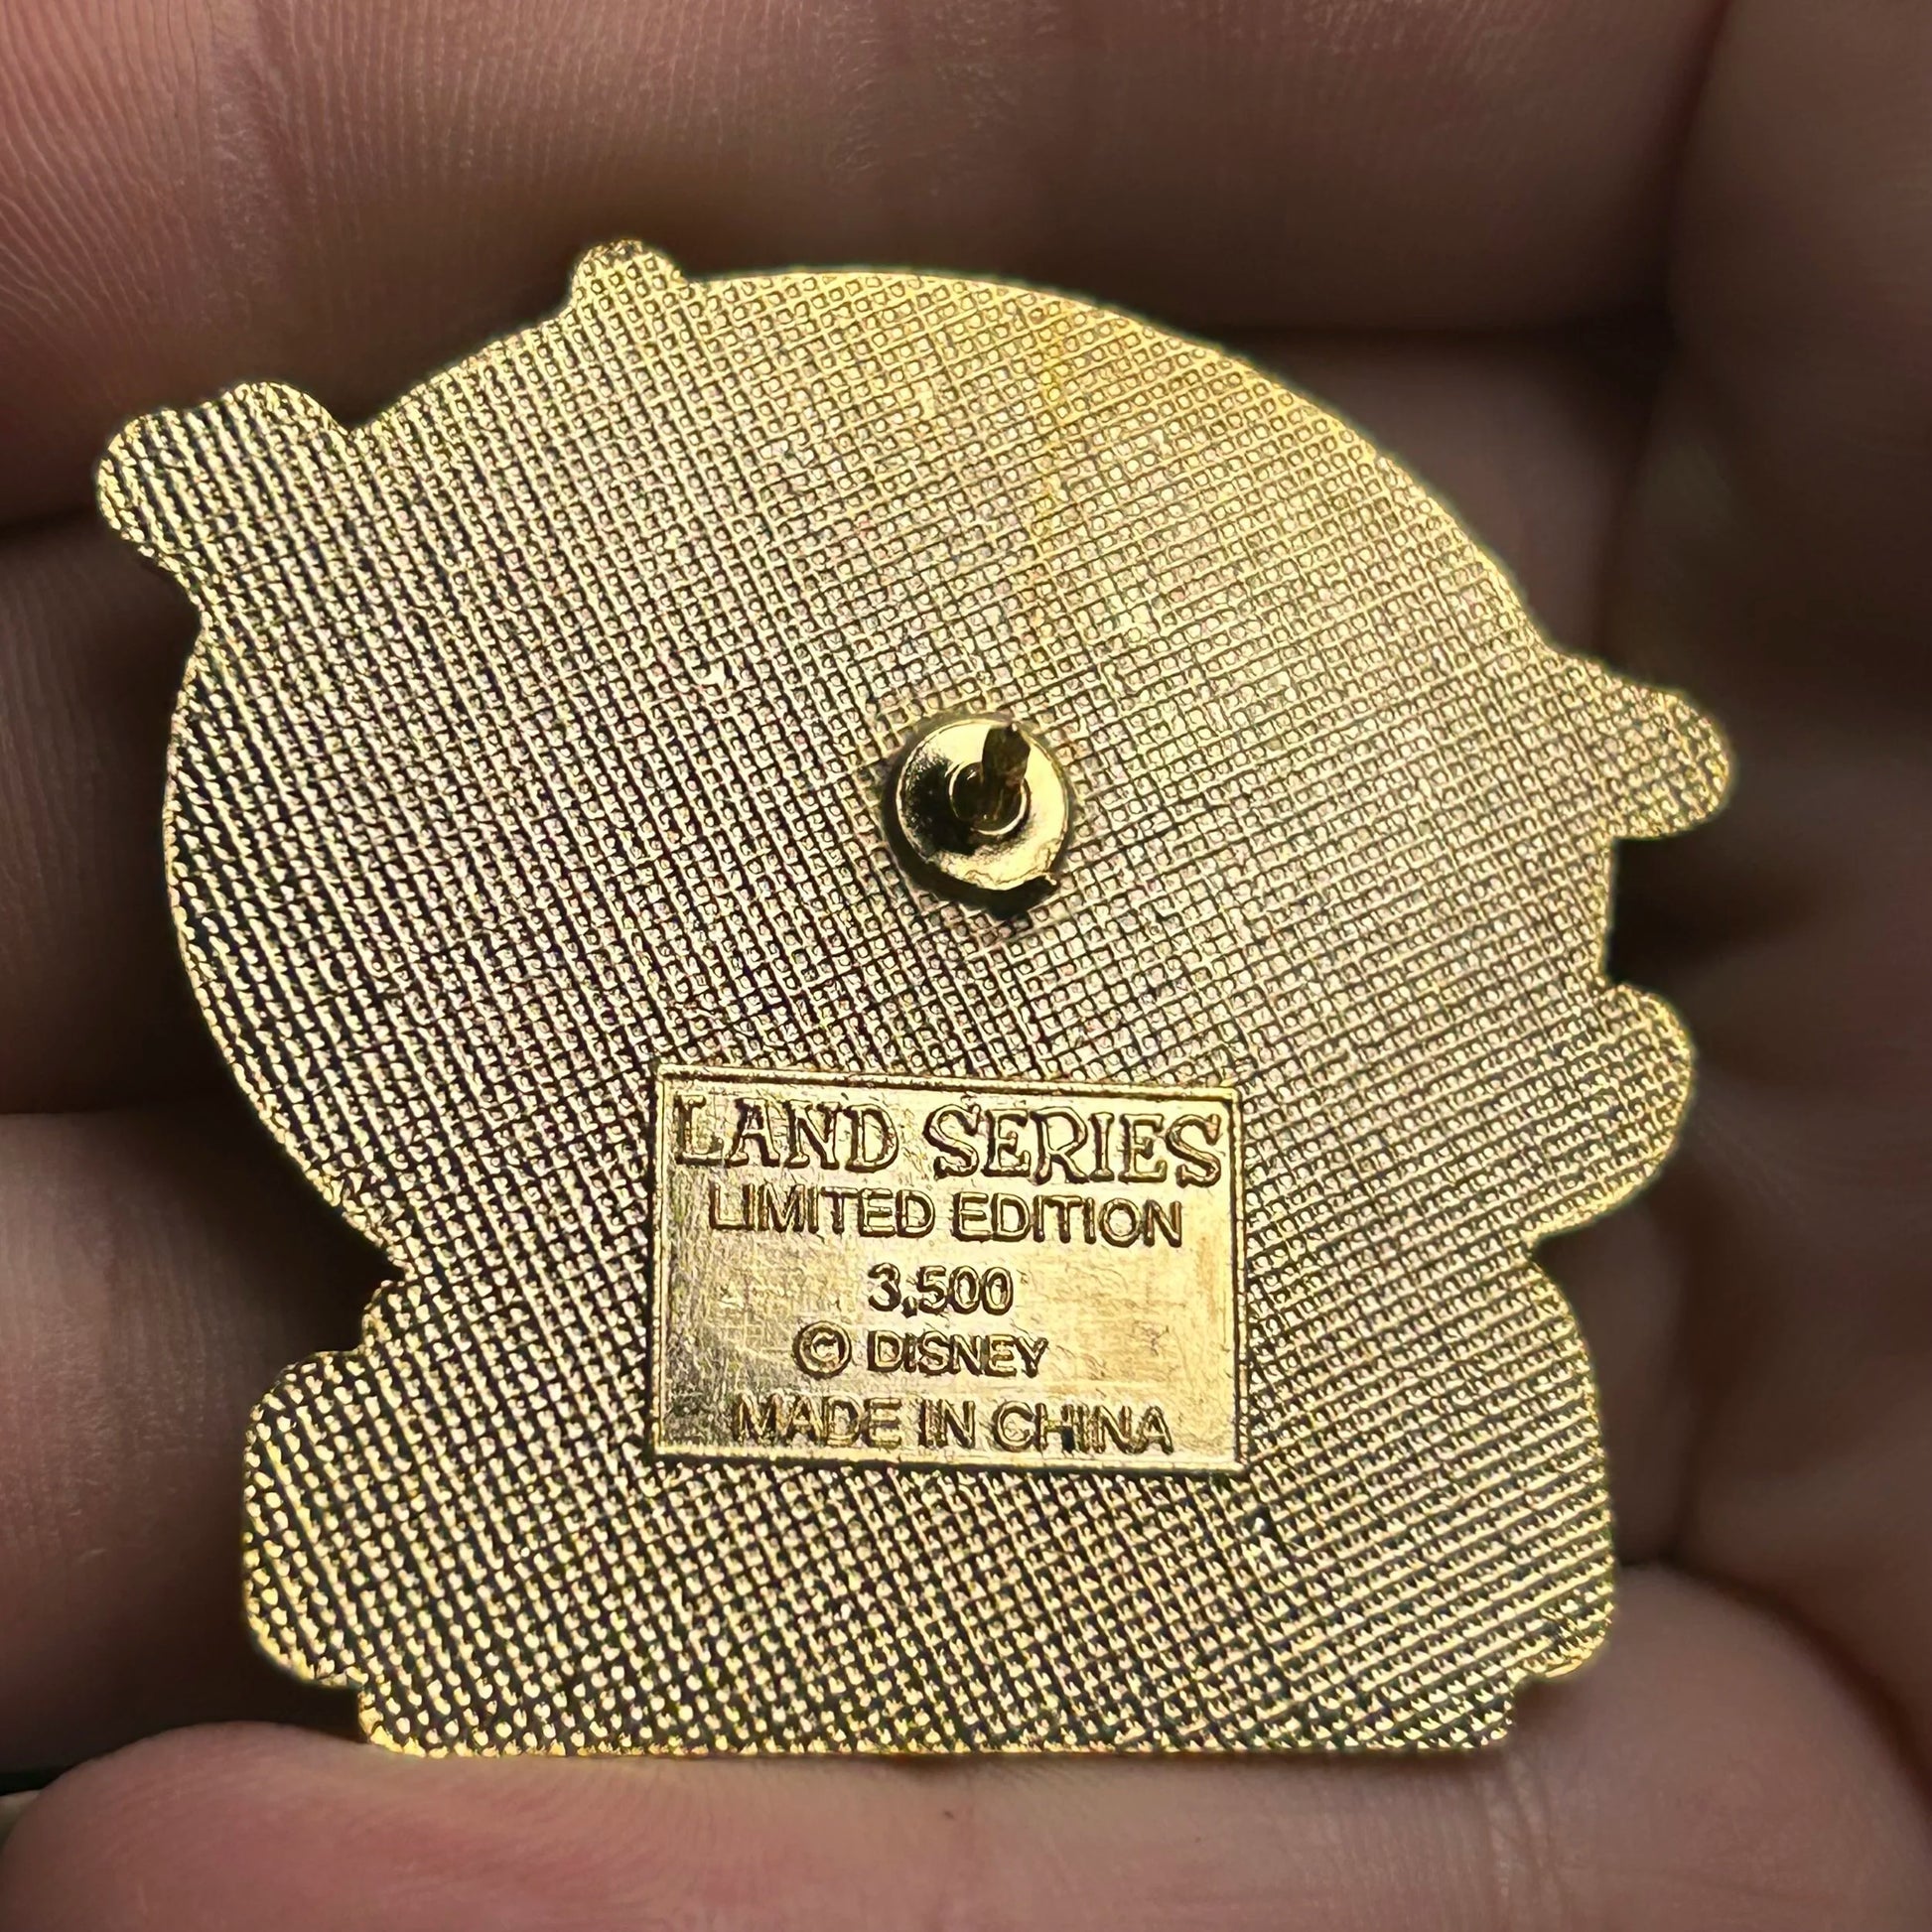 LAND SERIES
LIMITED EDITION
3,500
© DISNEY
MADE IN CHINA